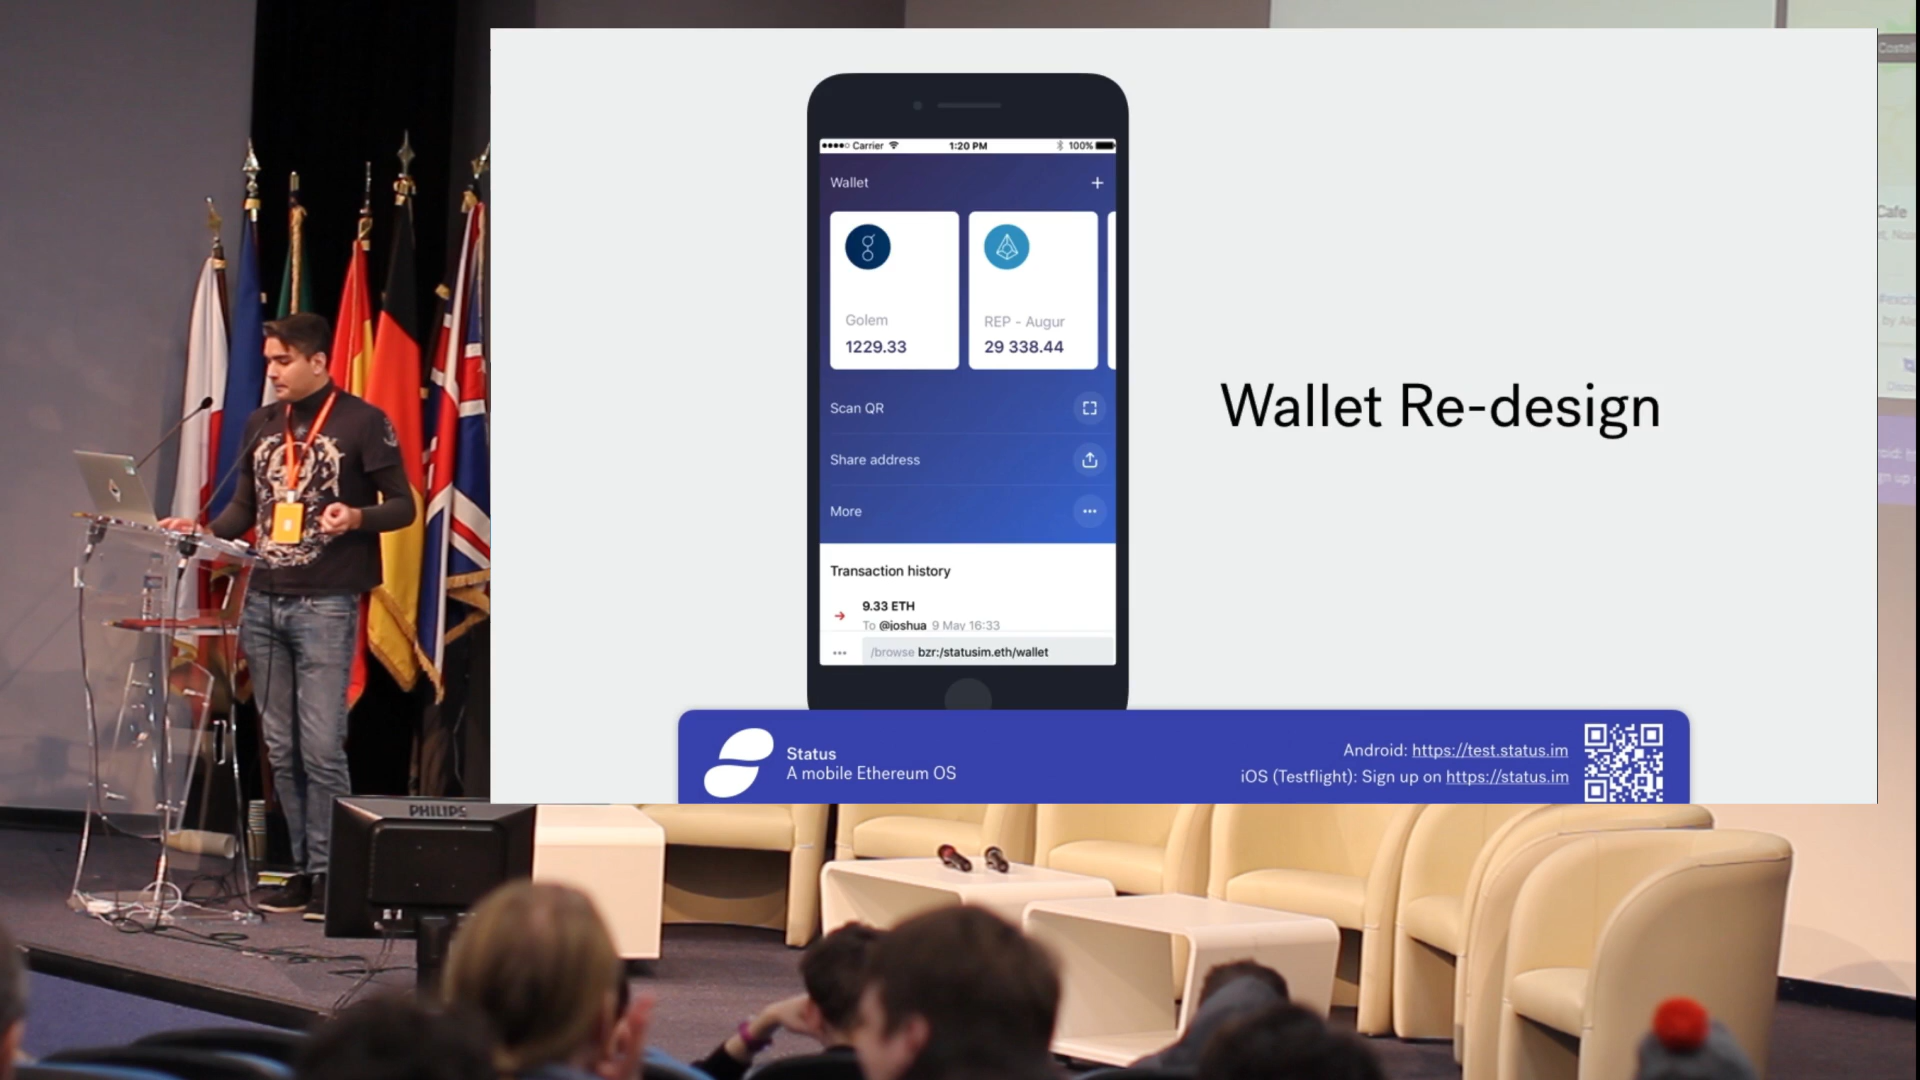 Wallet Re-design
Carrier 1:20 PM 100%
Wallet +
Golem
1229.33
REP - Augur
29 338.44
Scan QR
Share address
More
Transaction history
9.33 ETH
To @joshua 9 May 16:33
/browse bzr:/statusim.eth/wallet
Status
A mobile Ethereum OS
Android: https://test.status.im
iOS (Testflight): Sign up on https://status.im
PHILIPS
Cafe